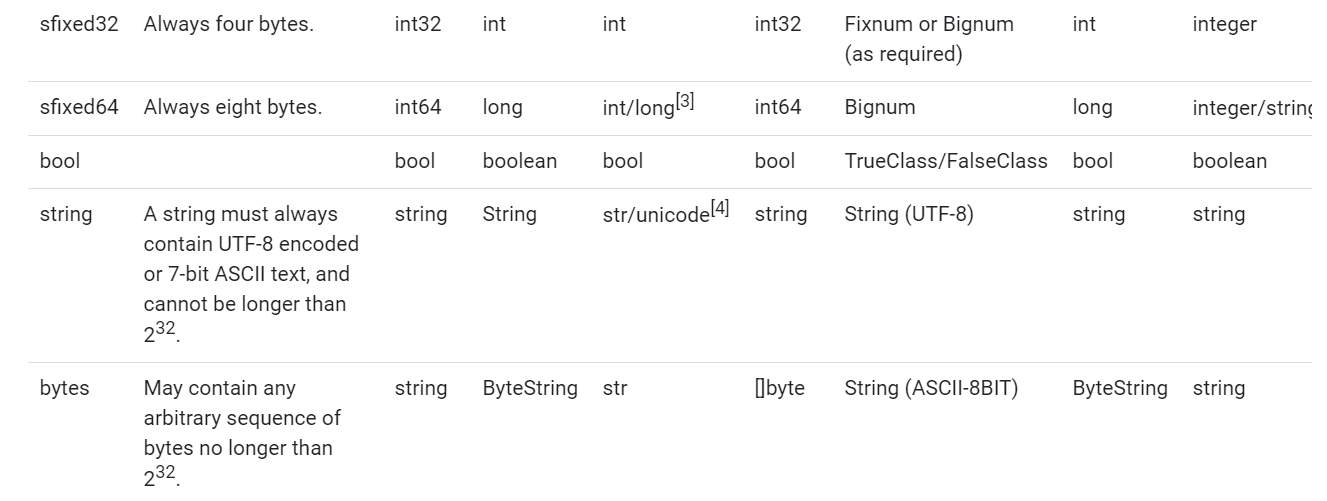 sfixed32 Always four bytes. int32 int int int32 Fixnum or Bignum int integer
(as required)
sfixed64 Always eight bytes. int64 long int/long[3] int64 Bignum long integer/string
bool bool boolean bool bool TrueClass/FalseClass bool boolean
string A string must always string String str/unicode[4] string String (UTF-8) string string
contain UTF-8 encoded
or 7-bit ASCII text, and
cannot be longer than
2^32.
bytes May contain any string ByteString str []byte String (ASCII-8BIT) ByteString string
arbitrary sequence of
bytes no longer than
2^32.